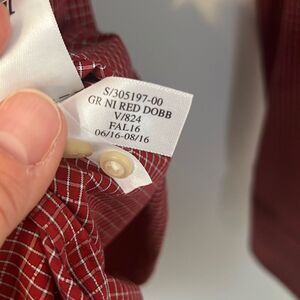 S/305197-00
GR NI RED DOBB
V/824
FAL16
06/16-08/16